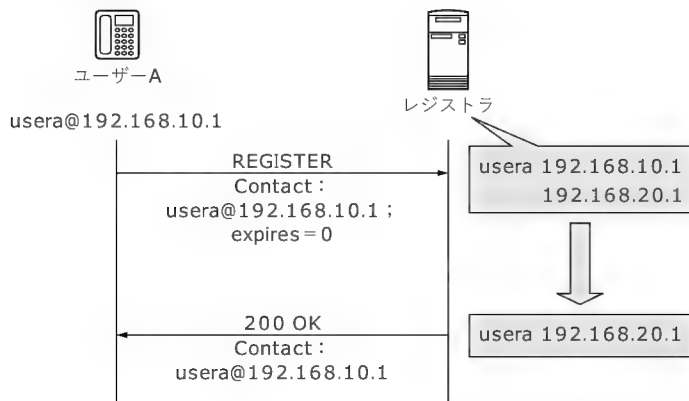 ユーザーA
レジストラ
usera@192.168.10.1
REGISTER
Contact：
usera@192.168.10.1；
expires＝0
usera 192.168.10.1
192.168.20.1
200 OK
Contact：
usera@192.168.10.1
usera 192.168.20.1